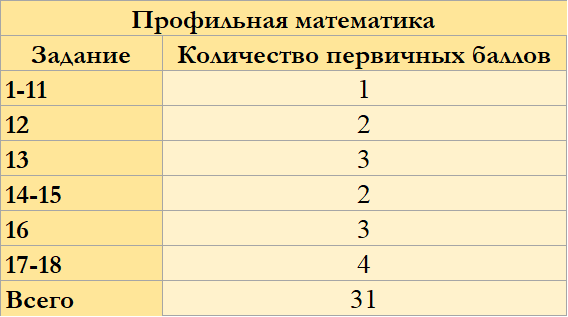 Профильная математика
Задание Количество первичных баллов
1-11 1
12 2
13 3
14-15 2
16 3
17-18 4
Всего 31